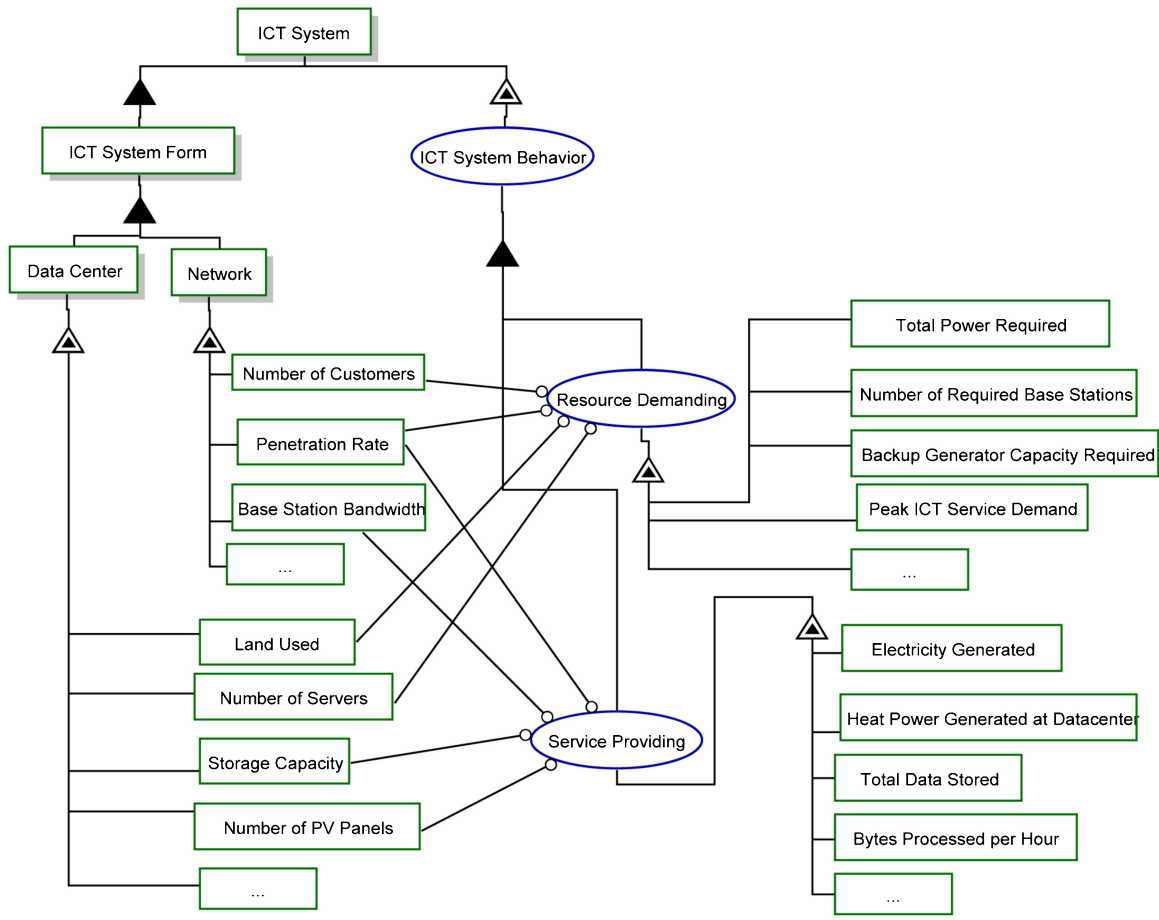 ICT System
ICT System Form
ICT System Behavior
Data Center
Network
Total Power Required
Number of Customers
Resource Demanding
Number of Required Base Stations
Penetration Rate
Backup Generator Capacity Required
Base Station Bandwidth
Peak ICT Service Demand
...
...
Land Used
Electricity Generated
Number of Servers
Heat Power Generated at Datacenter
Service Providing
Storage Capacity
Total Data Stored
Number of PV Panels
Bytes Processed per Hour
...
...